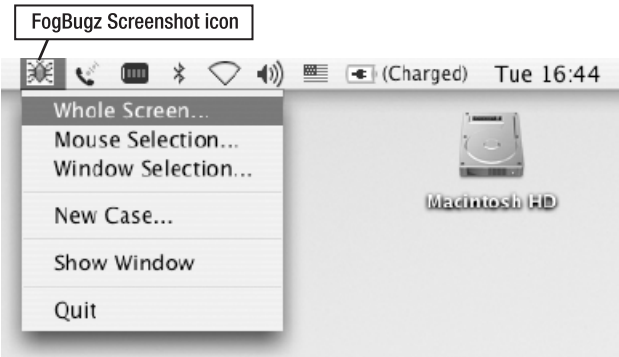 FogBugz Screenshot icon
(Charged) Tue 16:44
Whole Screen...
Mouse Selection...
Window Selection...
New Case...
Show Window
Quit
Macintosh HD